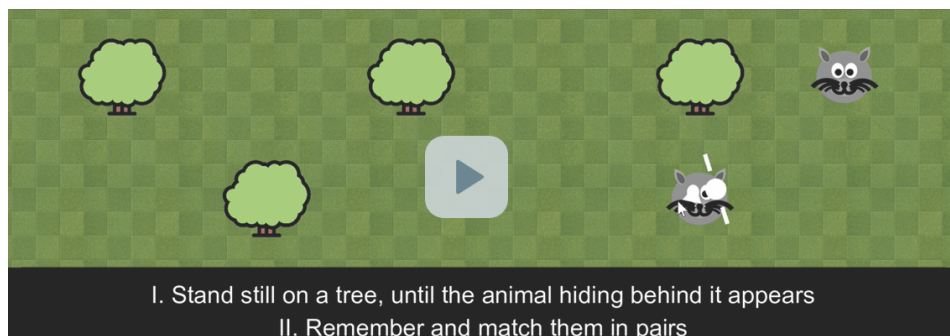 I. Stand still on a tree, until the animal hiding behind it appears
II. Remember and match them in pairs